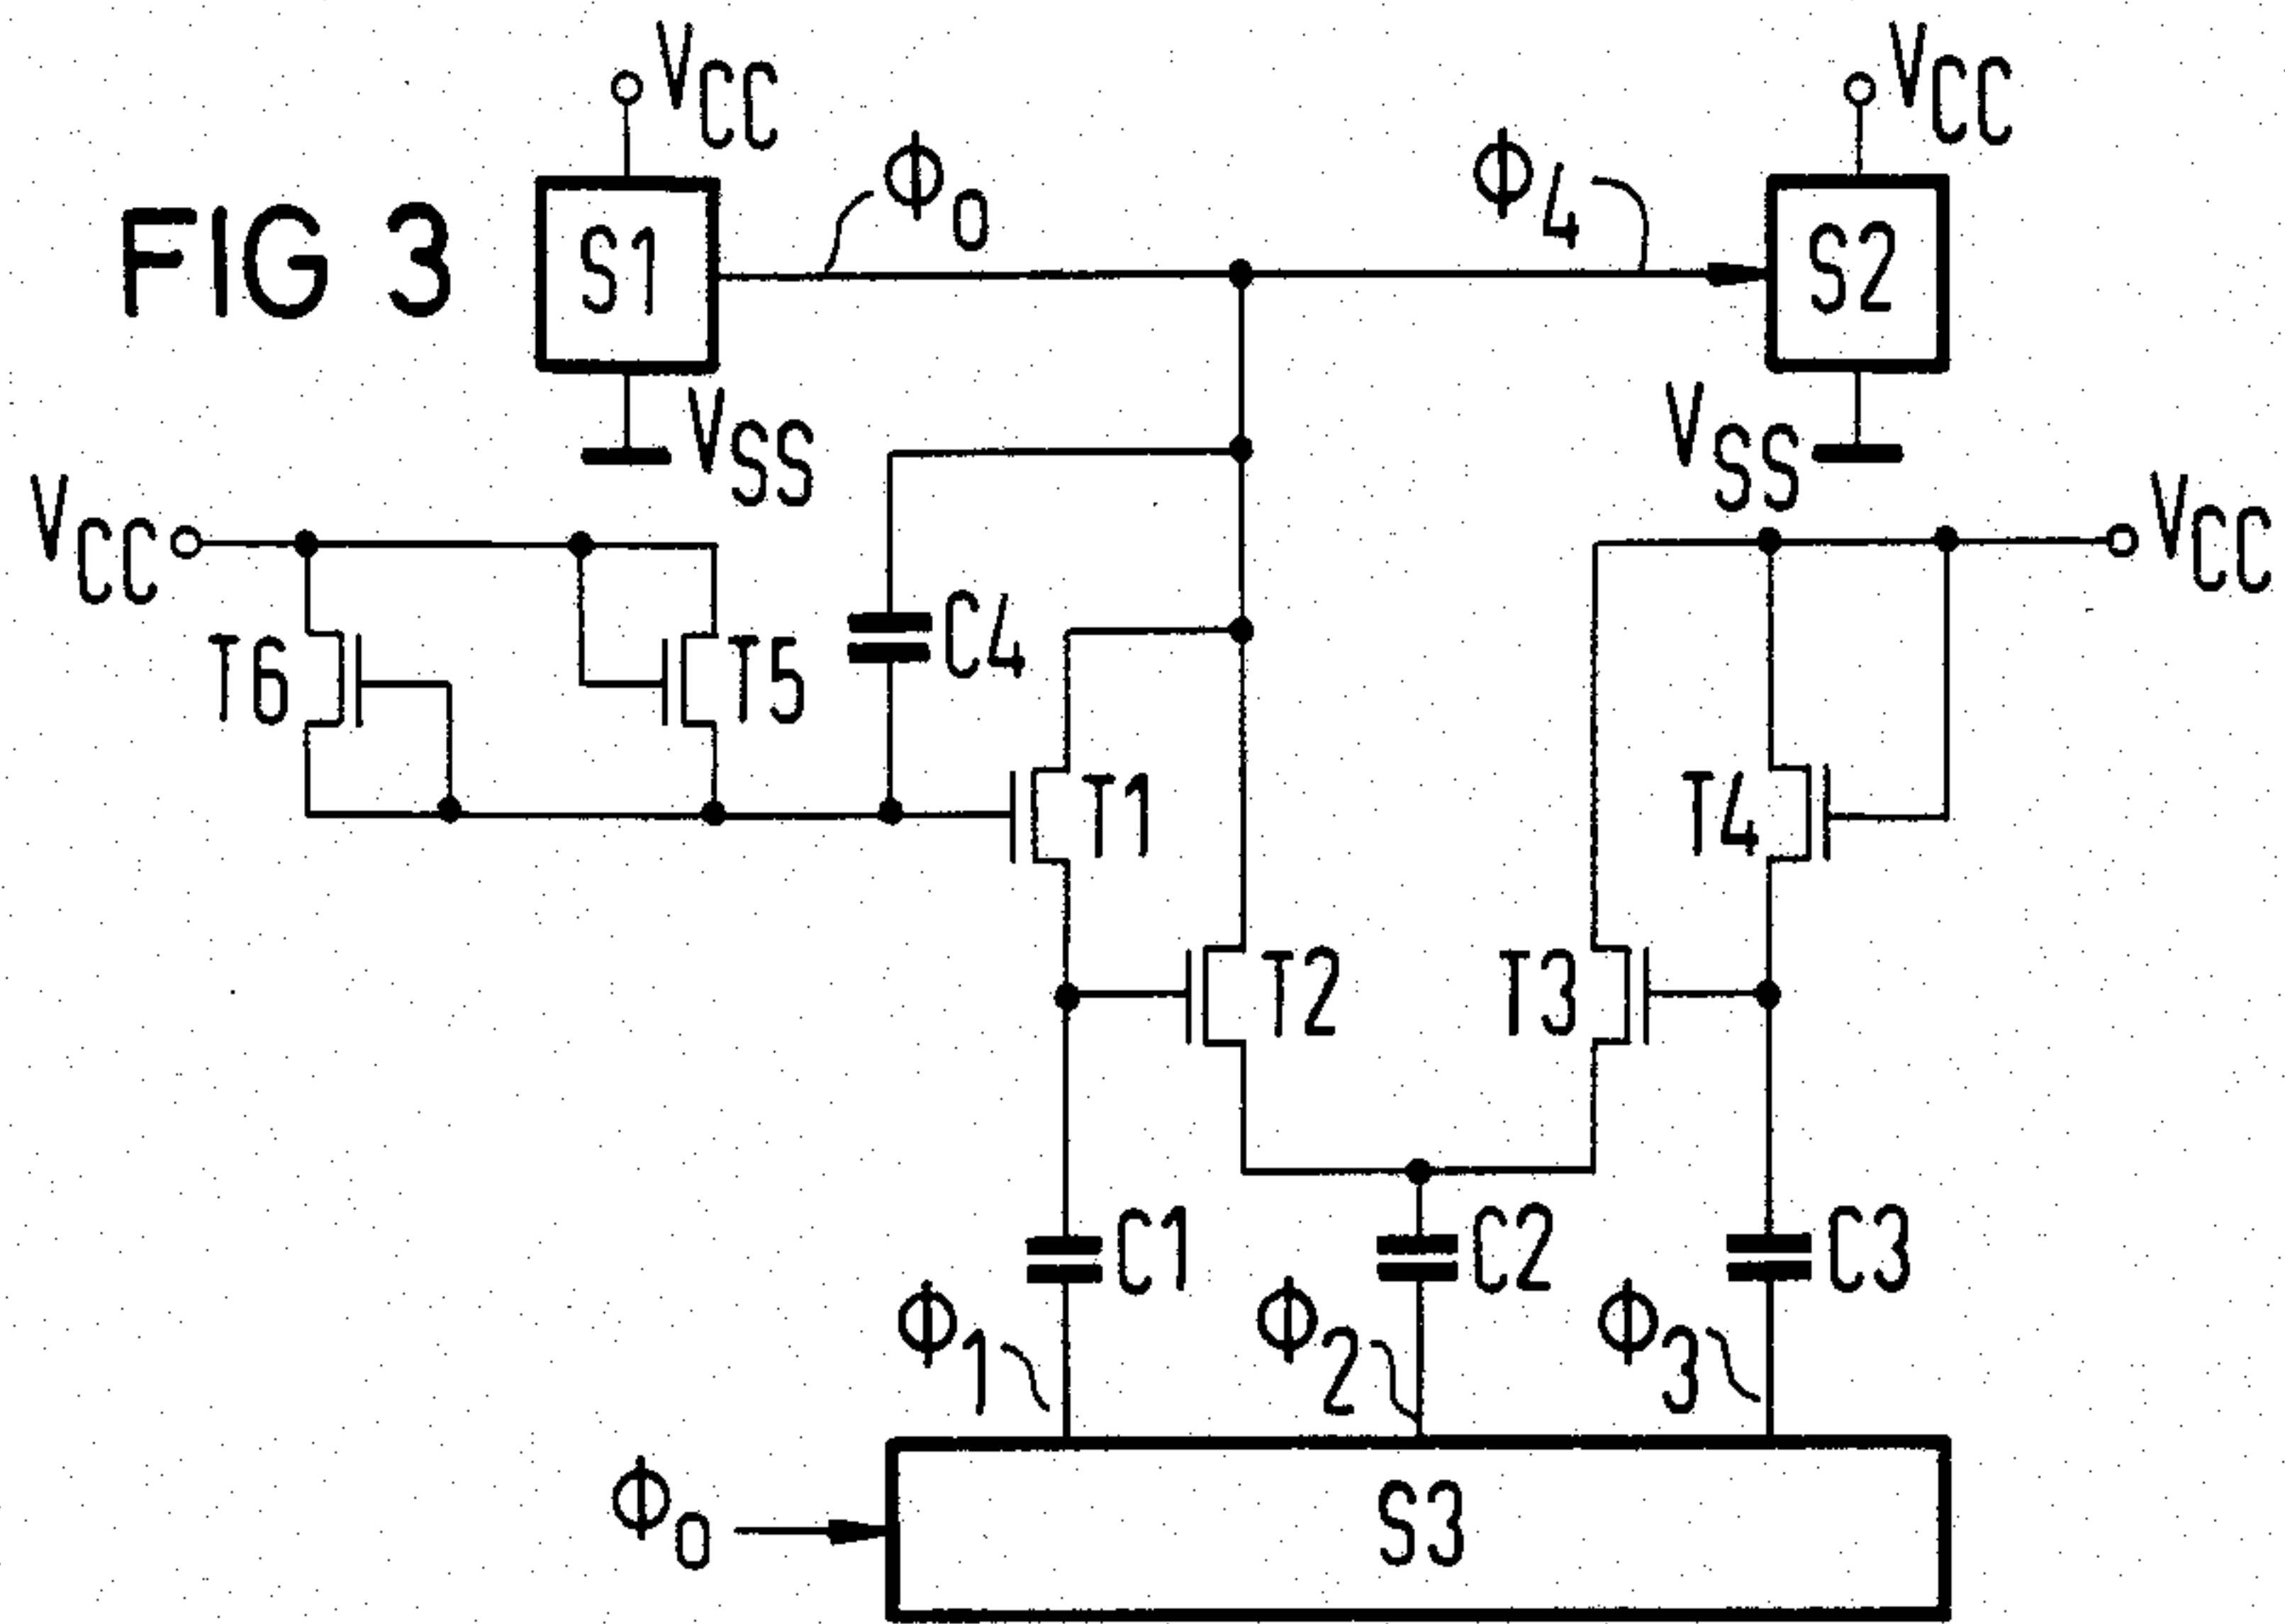 FIG 3
VCC
VCC
ϕ0
ϕ4
S1
S2
VSS
VSS
VCC
VCC
T6
T5
C4
T1
T4
T2
T3
C1
C2
C3
ϕ1
ϕ2
ϕ3
ϕ0
S3